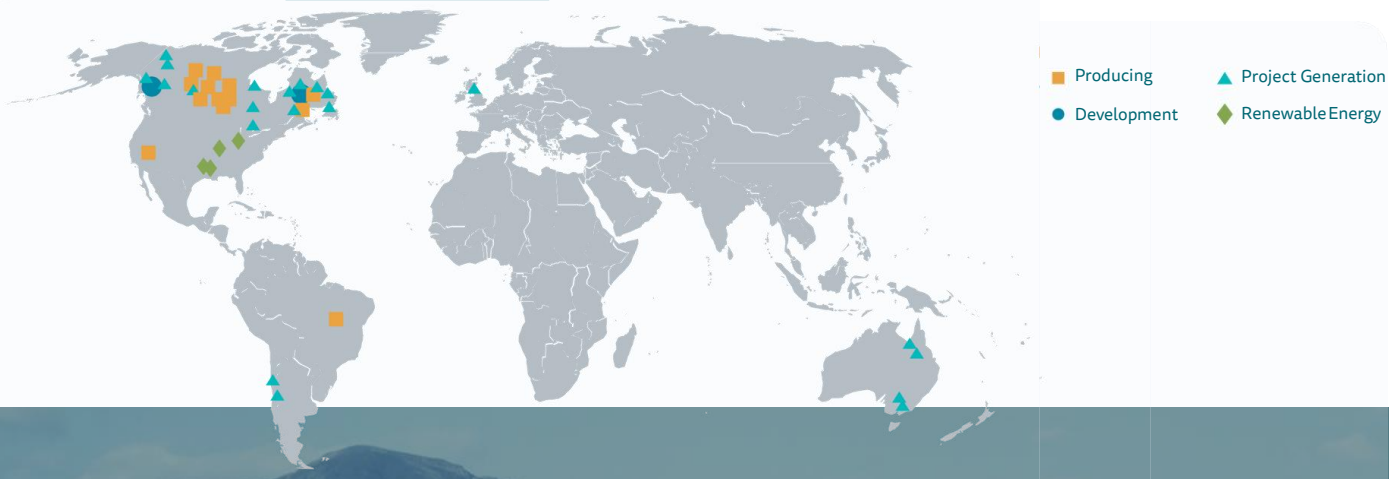 Producing
Project Generation
Development
Renewable Energy